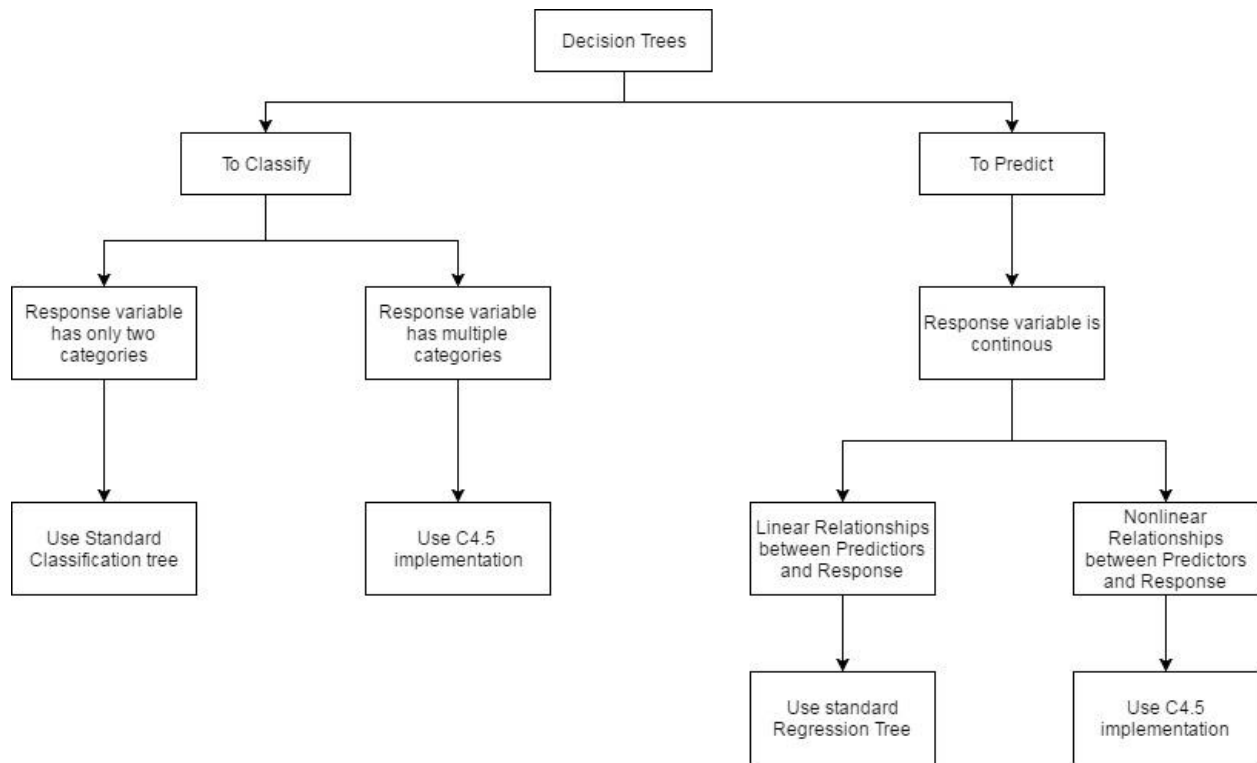 Decision Trees
To Classify
To Predict
Response variable
has only two
categories
Response variable
has multiple
categories
Response variable is
continous
Use Standard
Classification tree
Use C4.5
implementation
Linear Relationships
between Predictiors
and Response
Nonlinear
Relationships
between Predictors
and Response
Use standard
Regression Tree
Use C4.5
implementation